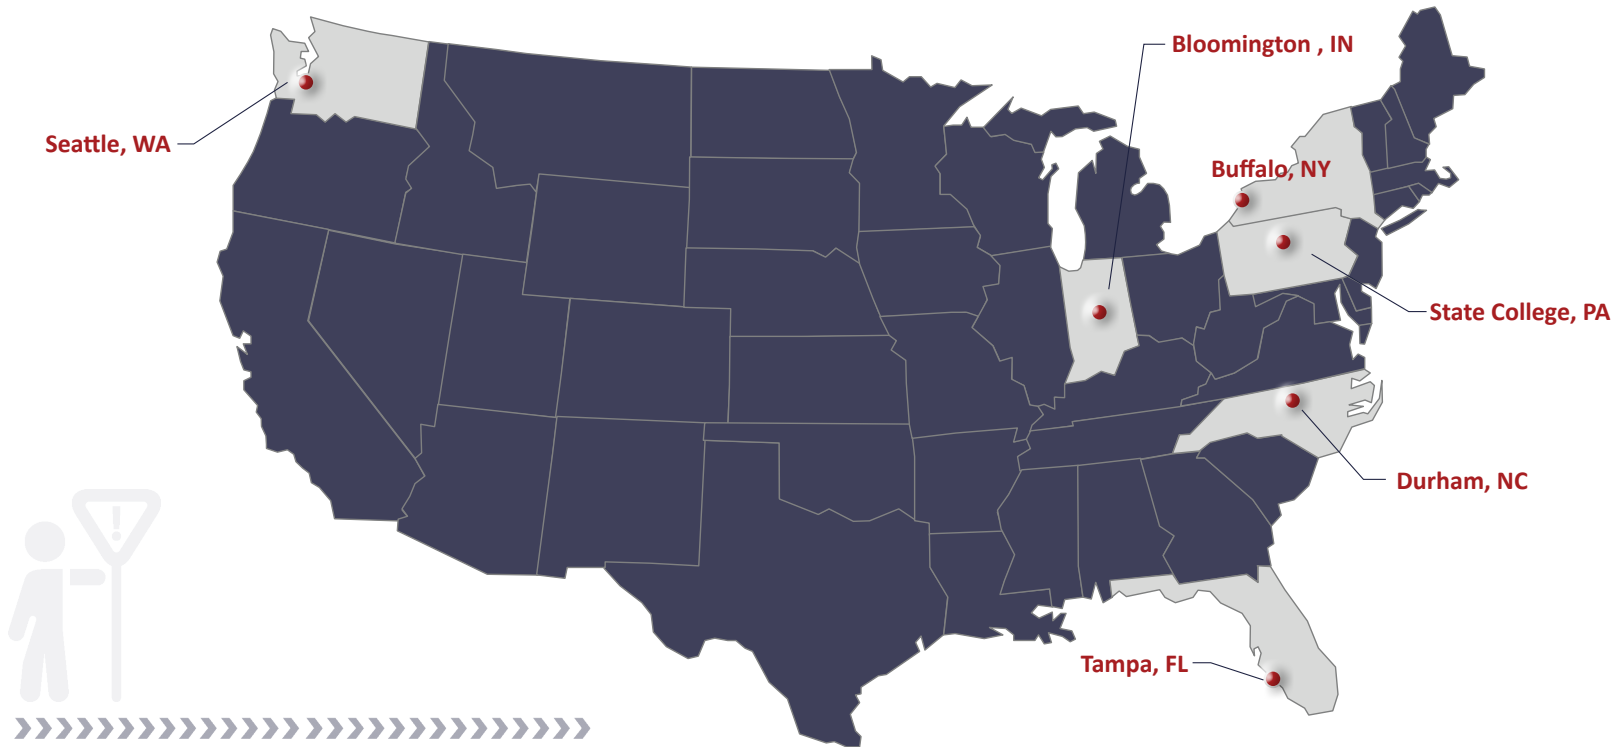 Bloomington , IN
Seattle, WA
Buffalo, NY
State College, PA
Durham, NC
Tampa, FL
!